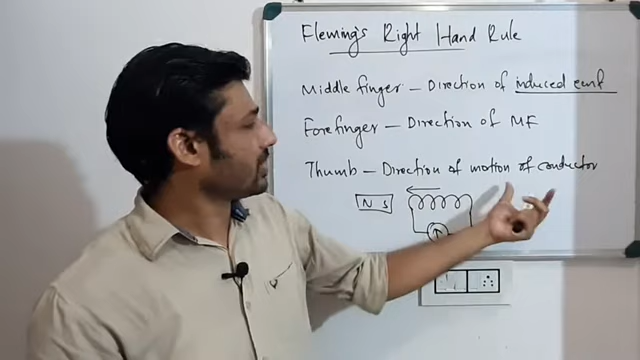 Fleming's Right Hand Rule
Middle finger - Direction of induced emf
Forefinger - Direction of MF
Thumb - Direction of motion of conductor
N S